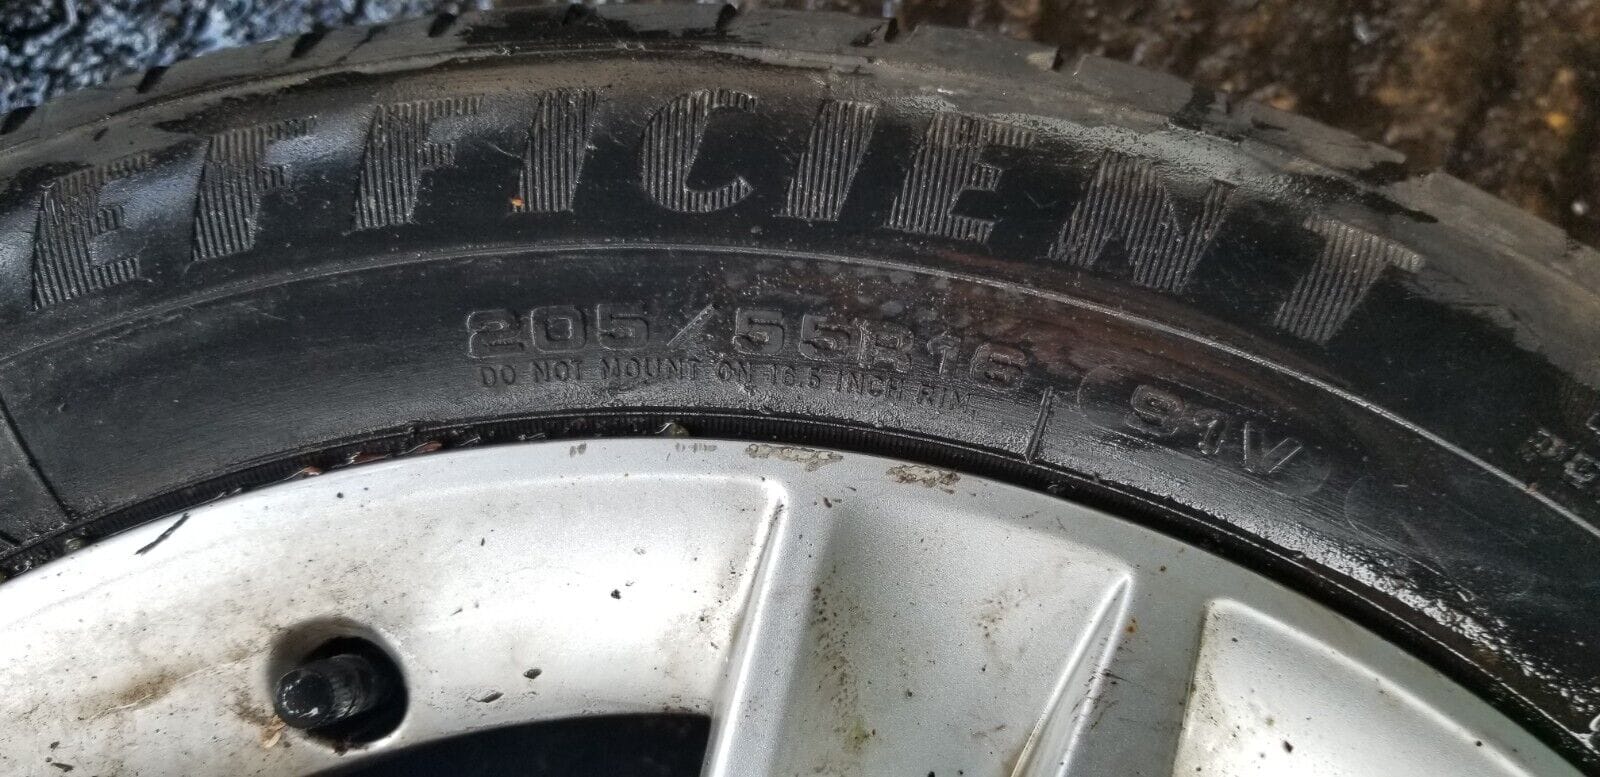 EFFICIENT
205/55R16 91V
DO NOT MOUNT ON 16.5 INCH RIM.